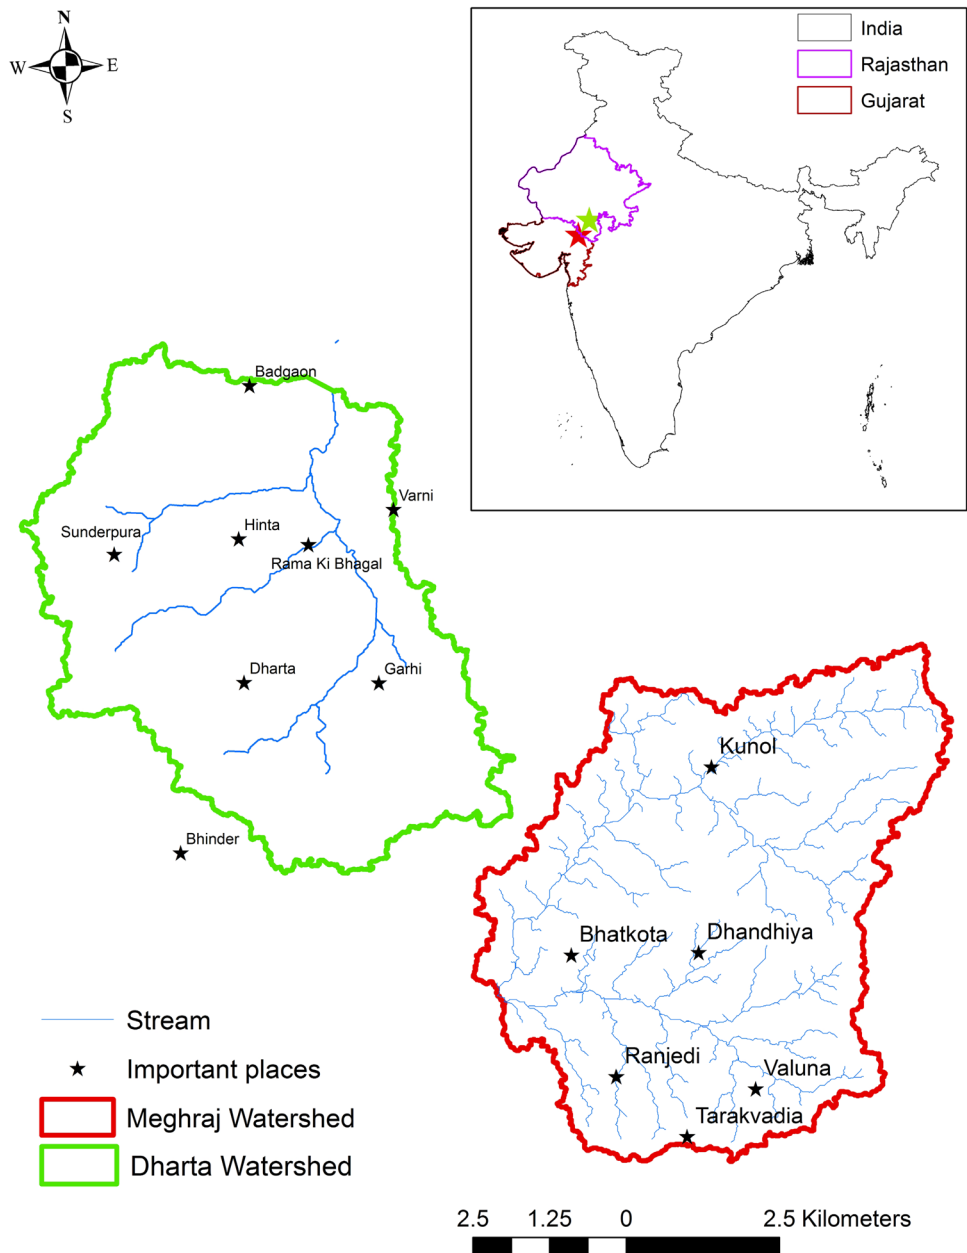 N
W E
S
India
Rajasthan
Gujarat
Badgaon
Varni
Sunderpura
Hinta
Rama Ki Bhagal
Dharta
Garhi
Bhinder
Kunol
Bhatkota
Dhandhiya
Ranjedi
Valuna
Tarakvadia
Stream
Important places
Meghraj Watershed
Dharta Watershed
2.5 1.25 0 2.5 Kilometers